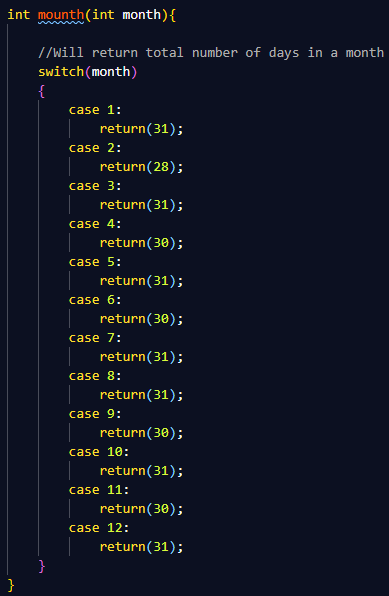 int mounth(int month){
//Will return total number of days in a month
switch(month)
{
case 1:
return(31);
case 2:
return(28);
case 3:
return(31);
case 4:
return(30);
case 5:
return(31);
case 6:
return(30);
case 7:
return(31);
case 8:
return(31);
case 9:
return(30);
case 10:
return(31);
case 11:
return(30);
case 12:
return(31);
}
}